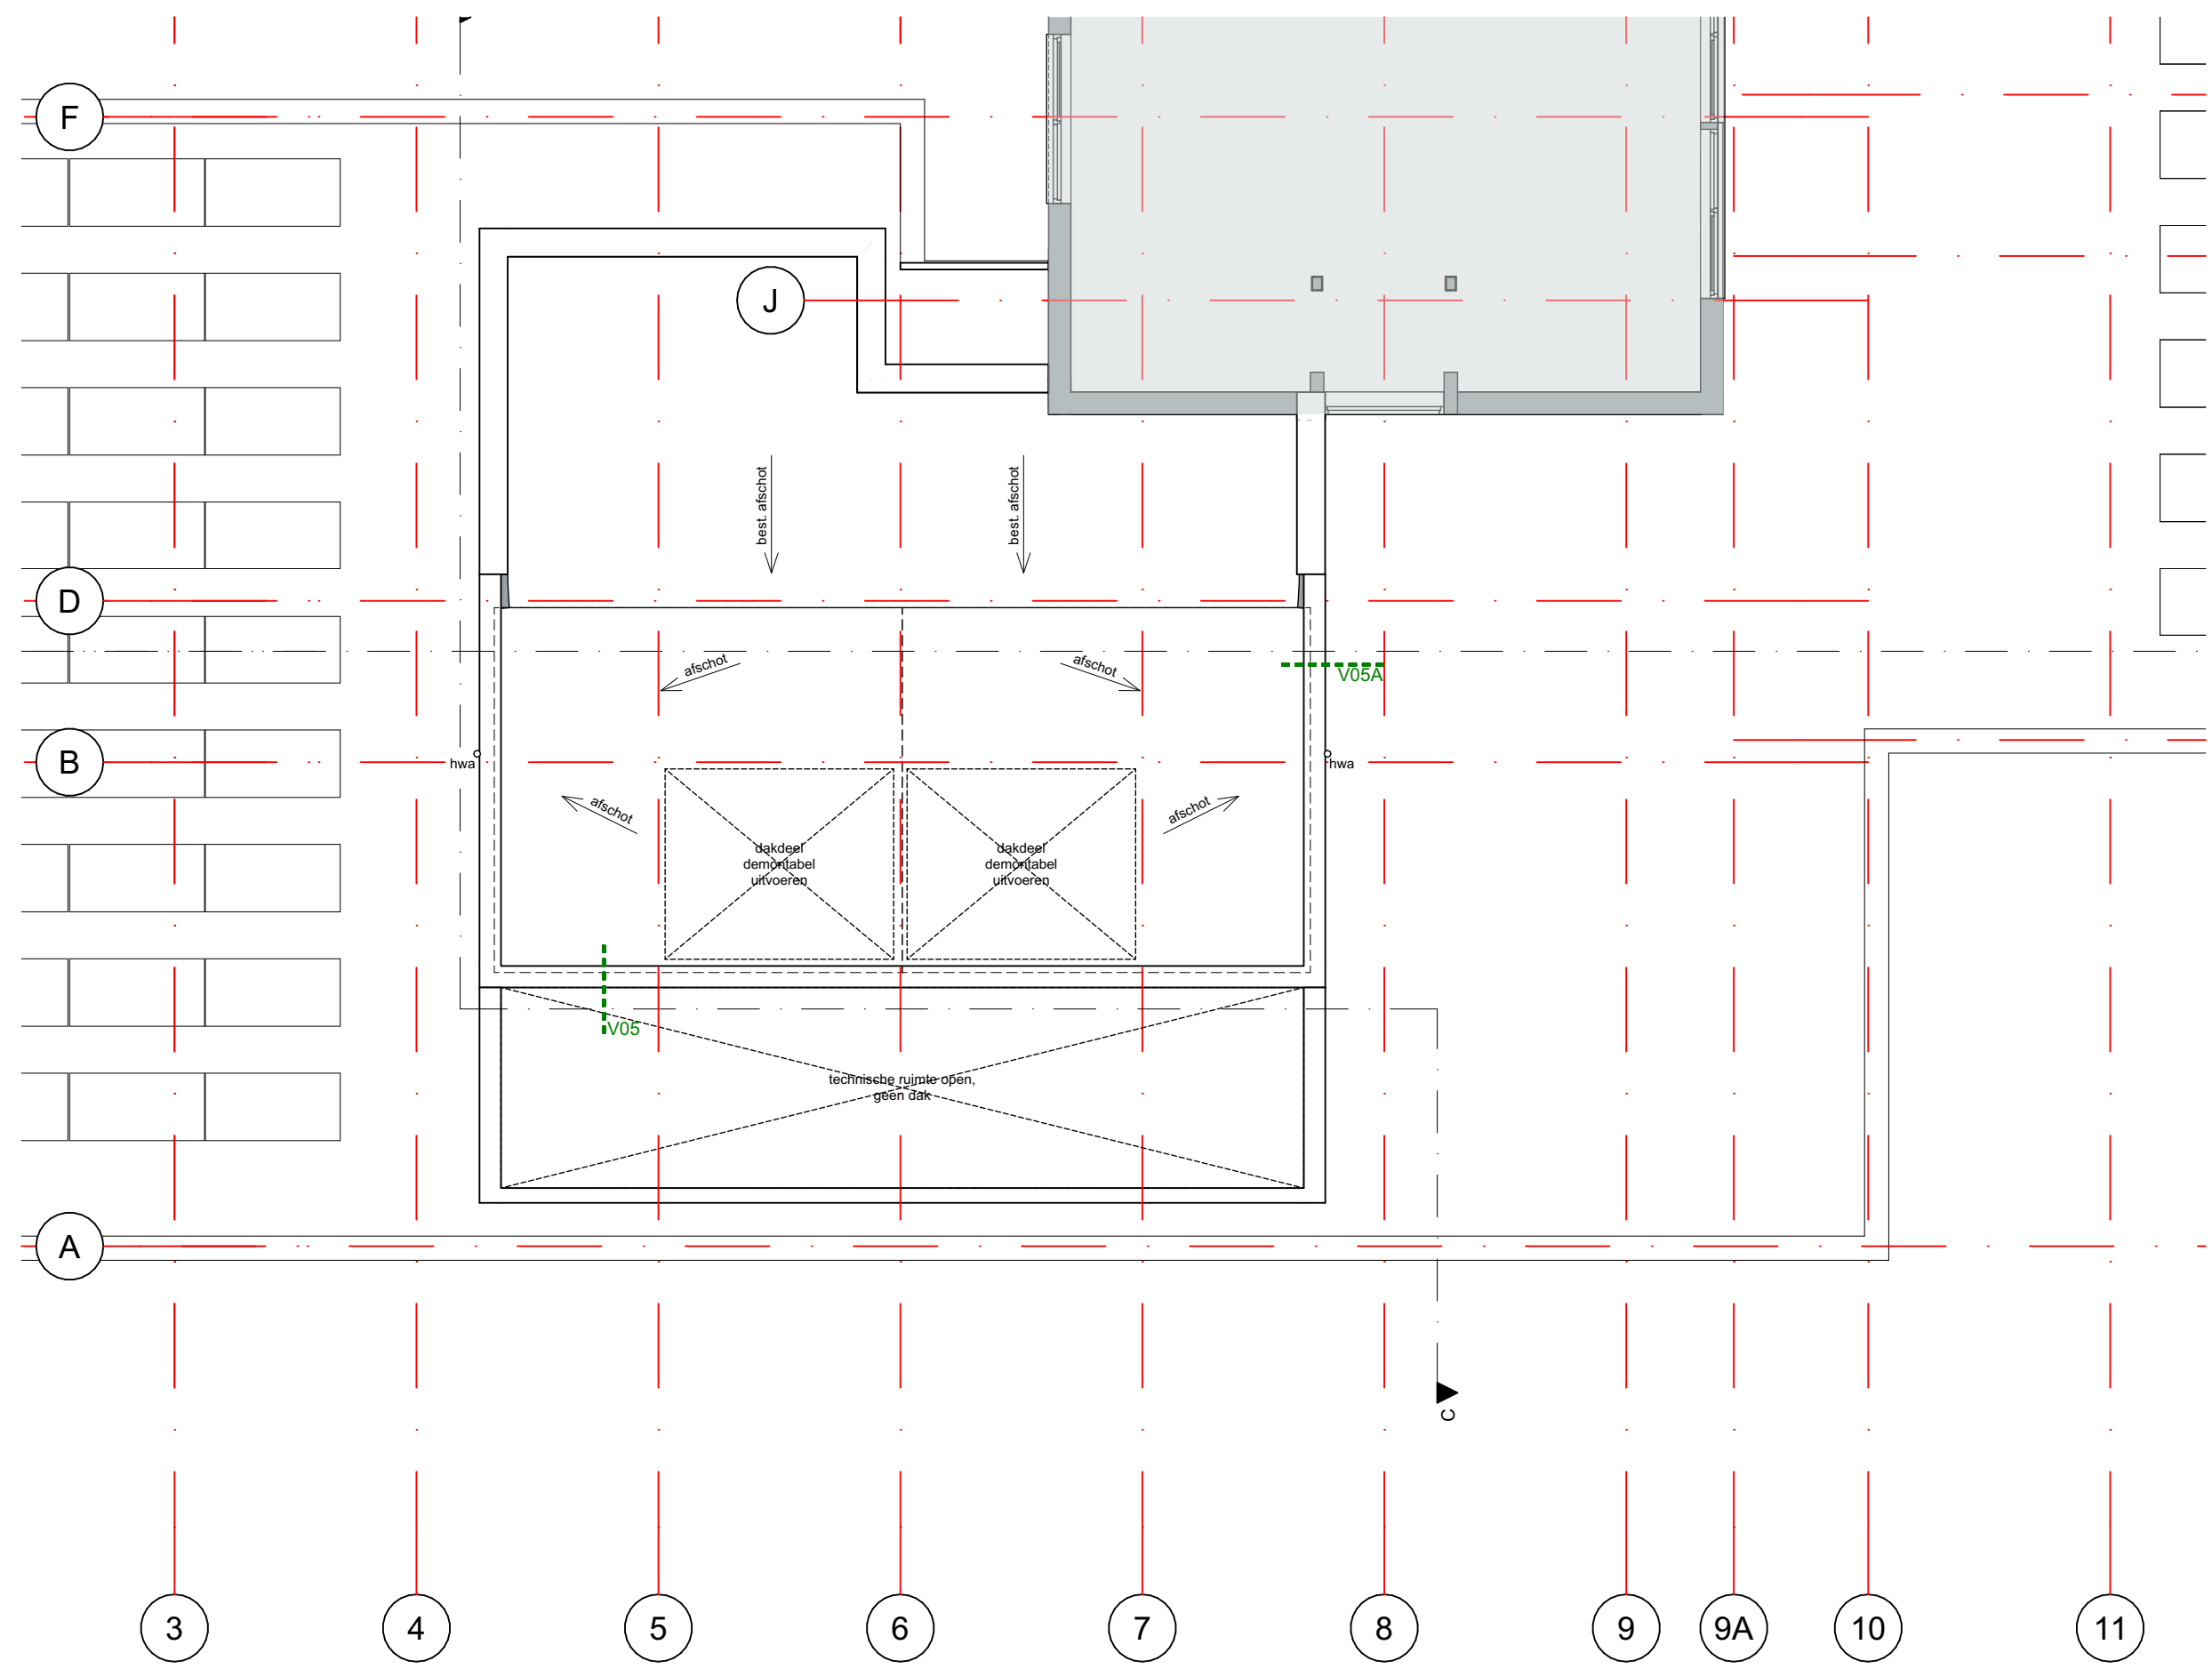 F
J
best. afschot
best. afschot
D
afschot
afschot
V05A
B
hwa
hwa
afschot
afschot
dakdeel
demontabel
uitvoeren
dakdeel
demontabel
uitvoeren
V05
technische ruimte open,
geen dak
A
C
3
4
5
6
7
8
9
9A
10
11